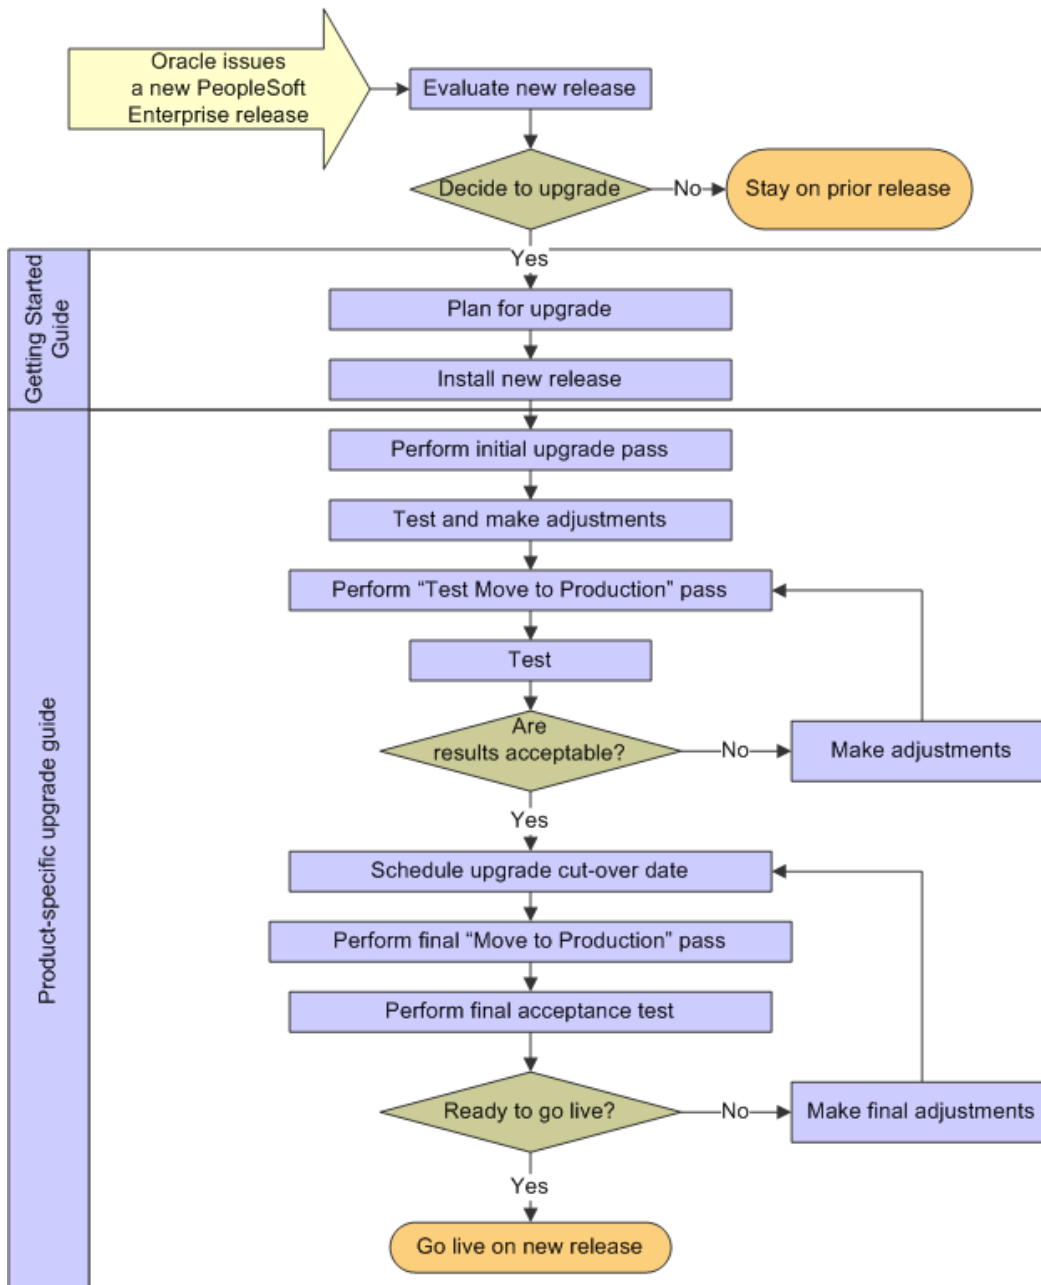 Oracle issues
a new PeopleSoft
Enterprise release
Evaluate new release
Decide to upgrade
No
Stay on prior release
Yes
Getting Started
Guide
Plan for upgrade
Install new release
Product-specific upgrade guide
Perform initial upgrade pass
Test and make adjustments
Perform “Test Move to Production” pass
Test
Are
results acceptable?
No
Make adjustments
Yes
Schedule upgrade cut-over date
Perform final “Move to Production” pass
Perform final acceptance test
Ready to go live?
No
Make final adjustments
Yes
Go live on new release